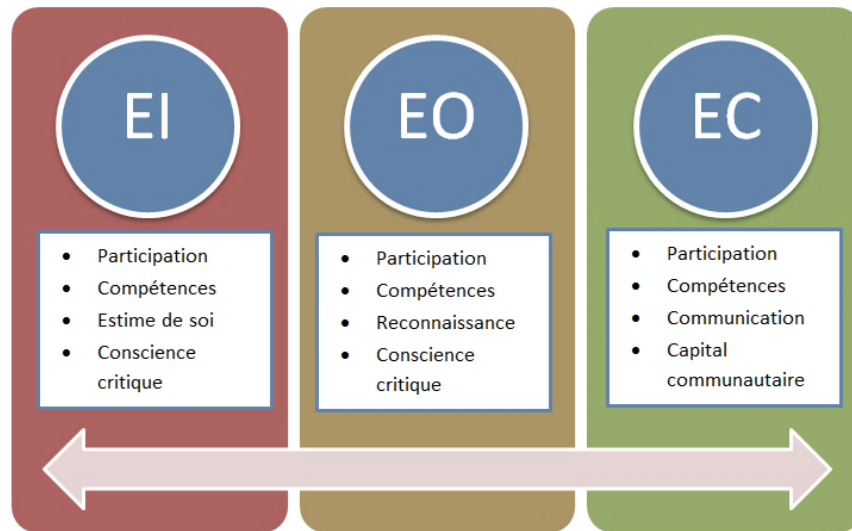 EI
• Participation
• Compétences
• Estime de soi
• Conscience
critique
EO
• Participation
• Compétences
• Reconnaissance
• Conscience
critique
EC
• Participation
• Compétences
• Communication
• Capital
communautaire